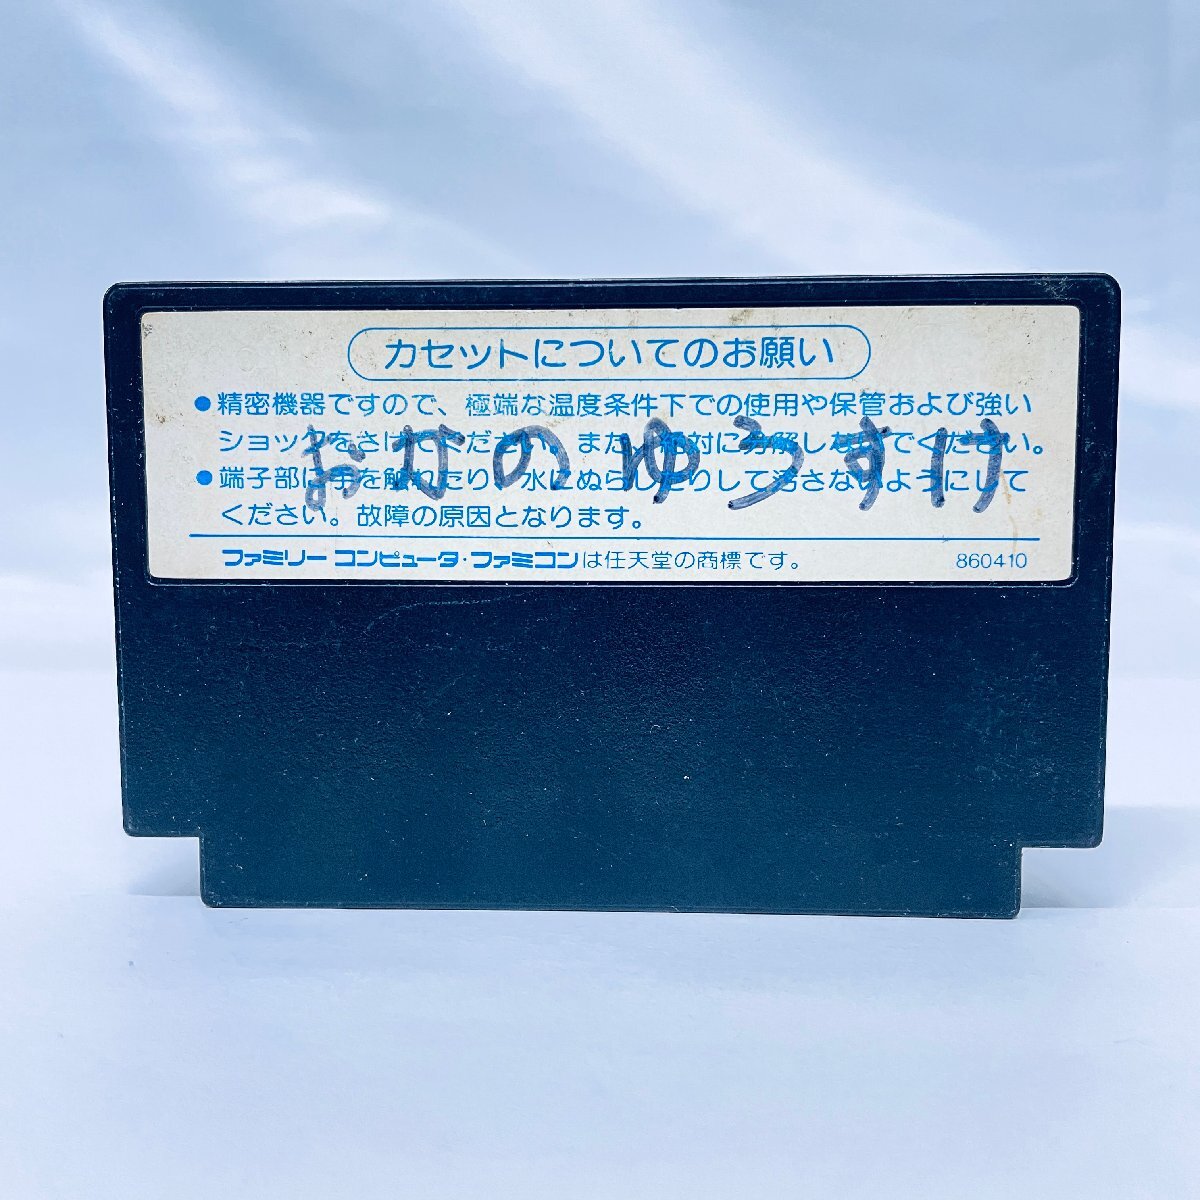 カセットについてのお願い
●精密機器ですので、極端な温度条件下での使用や保管および強い
ショックをさけてください。また、絶対に分解しないでください。
おひの ゆうすけ
●端子部に手を触れたり、水にぬらしたりして汚さないようにして
ください。故障の原因となります。
ファミリーコンピュータ・ファミコンは任天堂の商標です。
860410